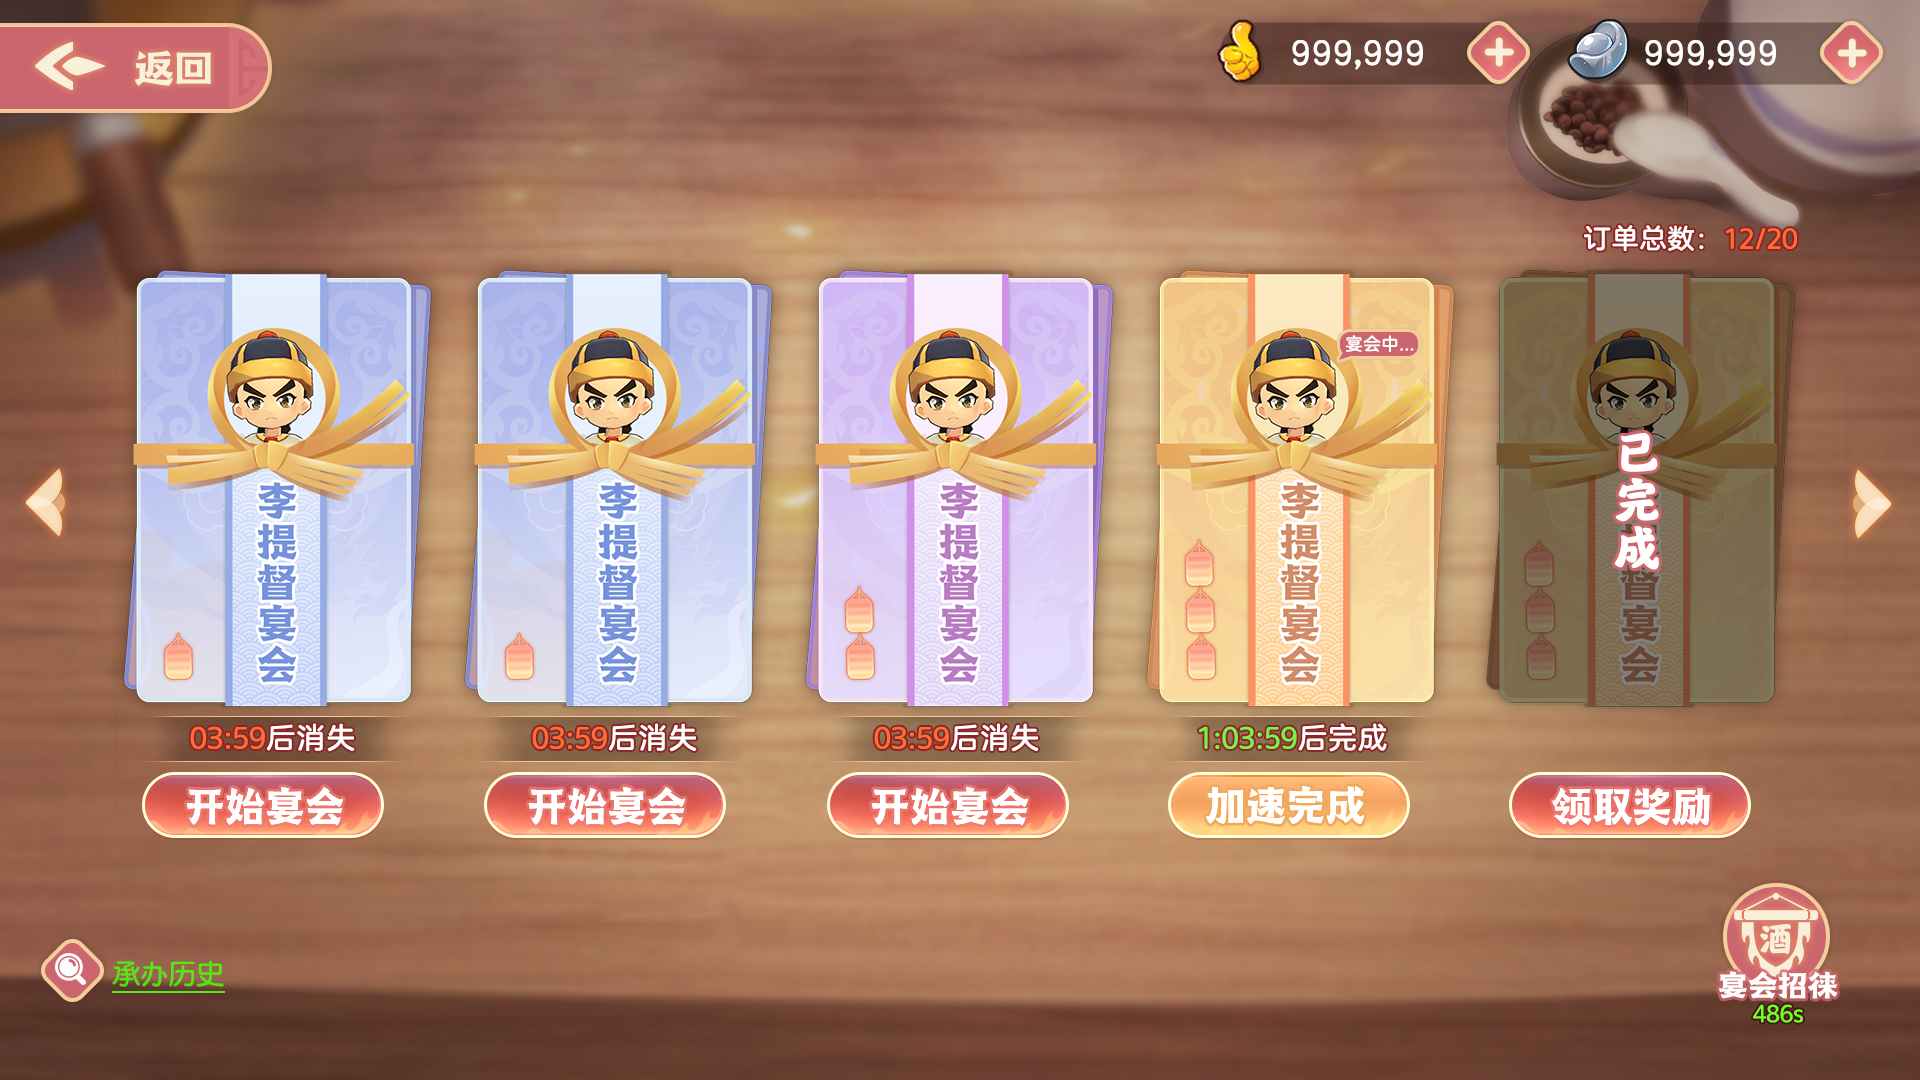 返回
999,999
999,999
订单总数：12/20
李提督宴会
李提督宴会
李提督宴会
宴会中...
李提督宴会
已完成
督宴会
03:59后消失
03:59后消失
03:59后消失
1:03:59后完成
开始宴会
开始宴会
开始宴会
加速完成
领取奖励
承办历史
酒
宴会招徕
486s